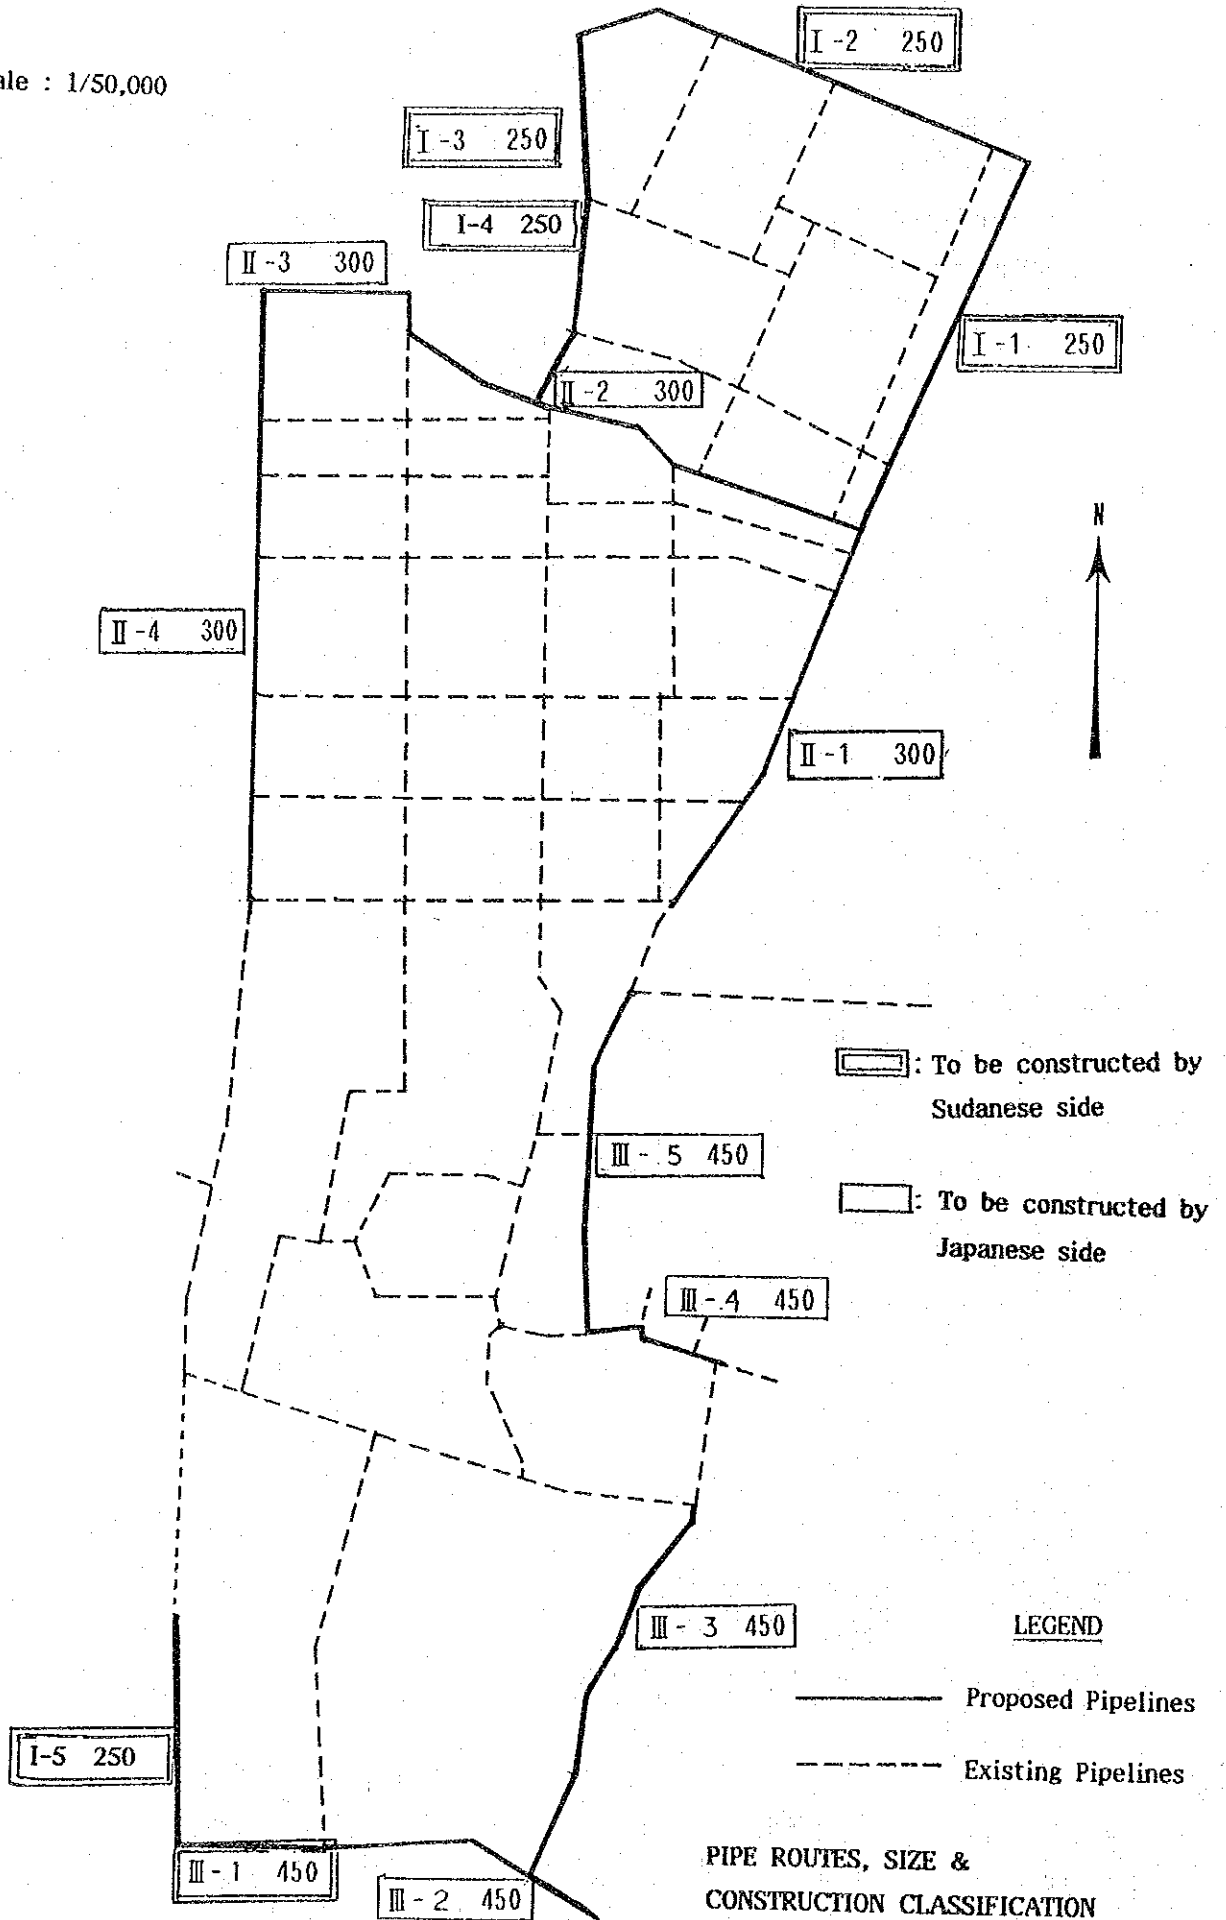 I-2 250
ale : 1/50,000
I-3 250
I-4 250
II-3 300
I-1 250
II-2 300
N
II-4 300
II-1 300
: To be constructed by
Sudanese side
III-5 450
: To be constructed by
Japanese side
III-4 450
III-3 450
LEGEND
Proposed Pipelines
I-5 250
Existing Pipelines
III-1 450
III-2 450
PIPE ROUTES, SIZE &
CONSTRUCTION CLASSIFICATION